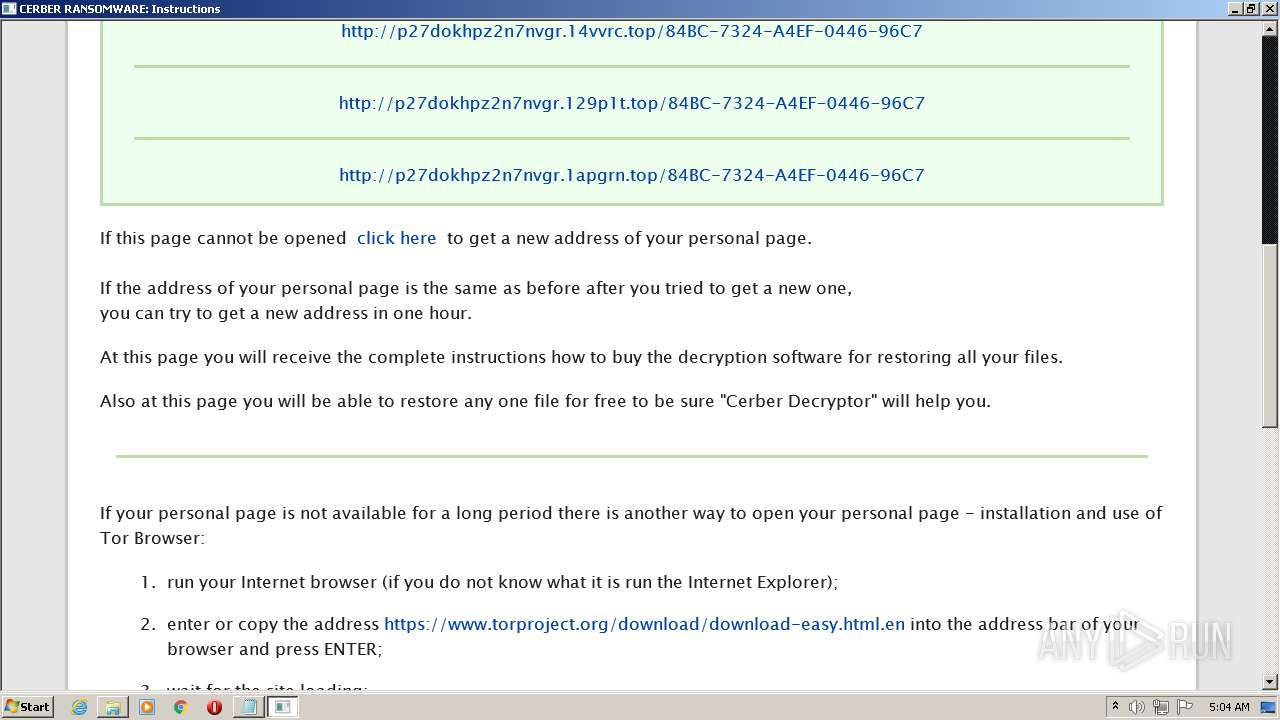 CERBER RANSOMWARE: Instructions
http://p27dokhpz2n7nvgr.14vvrc.top/84BC-7324-A4EF-0446-96C7
http://p27dokhpz2n7nvgr.129p1t.top/84BC-7324-A4EF-0446-96C7
http://p27dokhpz2n7nvgr.1apgrn.top/84BC-7324-A4EF-0446-96C7
If this page cannot be opened click here to get a new address of your personal page.
If the address of your personal page is the same as before after you tried to get a new one,
you can try to get a new address in one hour.
At this page you will receive the complete instructions how to buy the decryption software for restoring all your files.
Also at this page you will be able to restore any one file for free to be sure "Cerber Decryptor" will help you.
If your personal page is not available for a long period there is another way to open your personal page - installation and use of
Tor Browser:
1. run your Internet browser (if you do not know what it is run the Internet Explorer);
2. enter or copy the address https://www.torproject.org/download/download-easy.html.en into the address bar of your
browser and press ENTER;
3. wait for the site loading;
ANY RUN
Start
5:04 AM